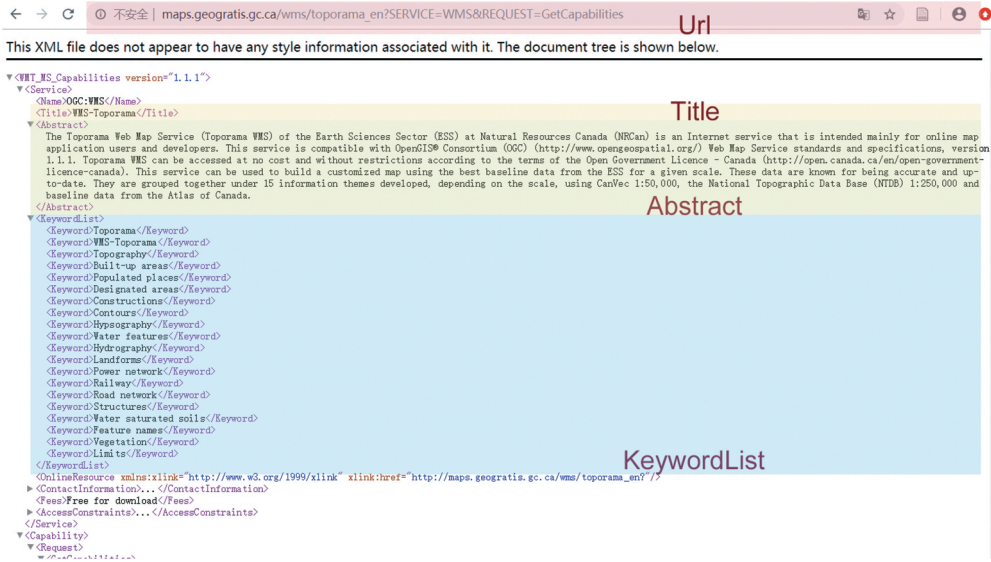 不安全 | maps.geogratis.gc.ca/wms/toporama_en?SERVICE=WMS&REQUEST=GetCapabilities
Url
This XML file does not appear to have any style information associated with it. The document tree is shown below.
▼<WMT_MS_Capabilities version="1.1.1">
▼<Service>
<Name>OGC:WMS</Name>
<Title>WMS-Toporama</Title>
Title
▼<Abstract>
The Toporama Web Map Service (Toporama WMS) of the Earth Sciences Sector (ESS) at Natural Resources Canada (NRCan) is an Internet service that is intended mainly for online map
application users and developers. This service is compatible with OpenGIS® Consortium (OGC) (http://www.opengeospatial.org/) Web Map Service standards and specifications, version
1.1.1. Toporama WMS can be accessed at no cost and without restrictions according to the terms of the Open Government Licence - Canada (http://open.canada.ca/en/open-government-
licence-canada). This service can be used to build a customized map using the best baseline data from the ESS for a given scale. These data are known for being accurate and up-
to-date. They are grouped together under 15 information themes developed, depending on the scale, using CanVec 1:50,000, the National Topographic Data Base (NTDB) 1:250,000 and
baseline data from the Atlas of Canada.
</Abstract>
Abstract
▼<KeywordList>
<Keyword>Toporama</Keyword>
<Keyword>WMS-Toporama</Keyword>
<Keyword>Topography</Keyword>
<Keyword>Built-up areas</Keyword>
<Keyword>Populated places</Keyword>
<Keyword>Designated areas</Keyword>
<Keyword>Constructions</Keyword>
<Keyword>Contours</Keyword>
<Keyword>Hypsography</Keyword>
<Keyword>Water features</Keyword>
<Keyword>Hydrography</Keyword>
<Keyword>Landforms</Keyword>
<Keyword>Power network</Keyword>
<Keyword>Railway</Keyword>
<Keyword>Road network</Keyword>
<Keyword>Structures</Keyword>
<Keyword>Water saturated soils</Keyword>
<Keyword>Feature names</Keyword>
<Keyword>Vegetation</Keyword>
<Keyword>Limits</Keyword>
</KeywordList>
KeywordList
<OnlineResource xmlns:xlink="http://www.w3.org/1999/xlink" xlink:href="http://maps.geogratis.gc.ca/wms/toporama_en?"/>
▶<ContactInformation>...</ContactInformation>
<Fees>Free for download</Fees>
▶<AccessConstraints>...</AccessConstraints>
</Service>
▼<Capability>
▼<Request>
▼<GetCapabilities>